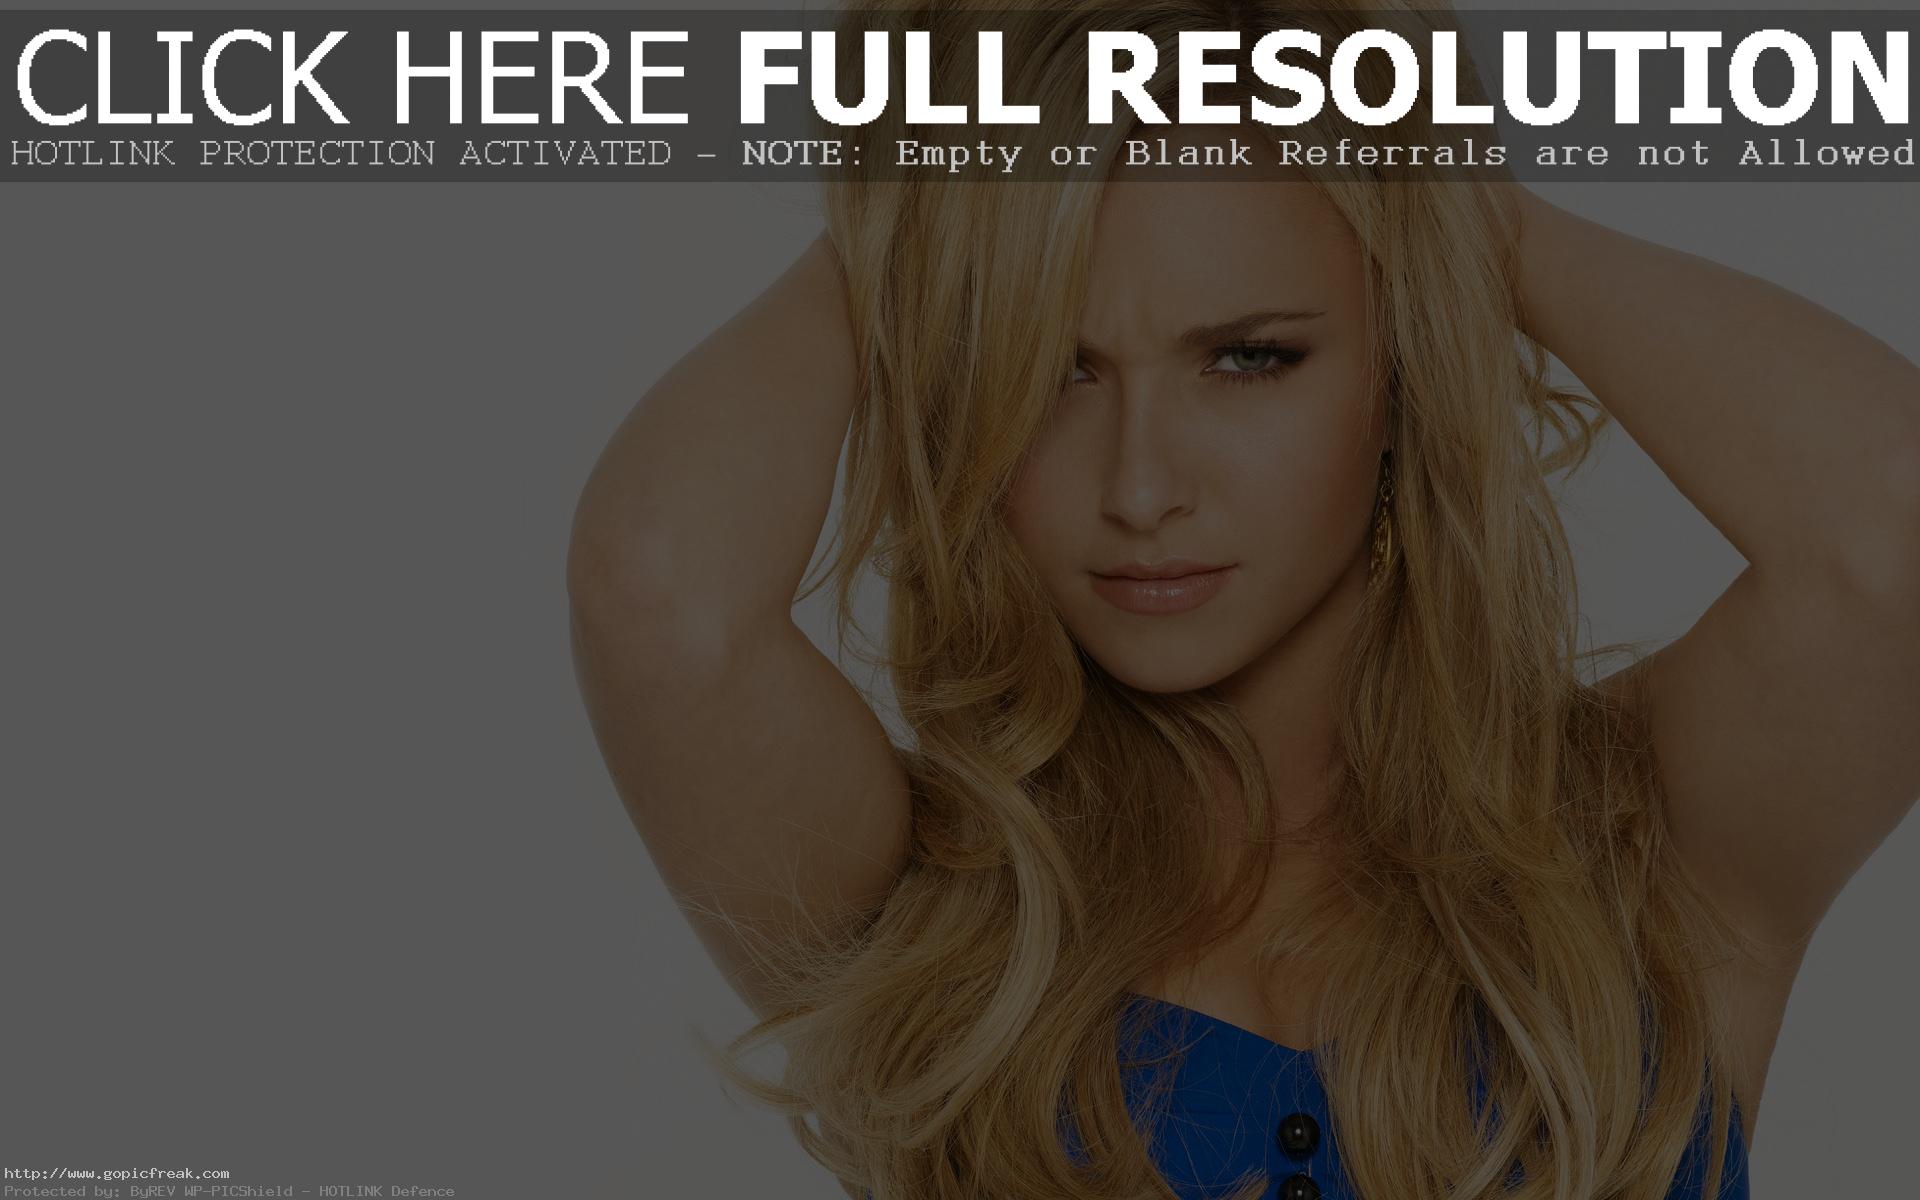 CLICK HERE FULL RESOLUTION
HOTLINK PROTECTION ACTIVATED – NOTE: Empty or Blank Referrals are not Allowed
http://www.gopicfreak.com
Protected by: ByREV WP-PICShield – HOTLINK Defence